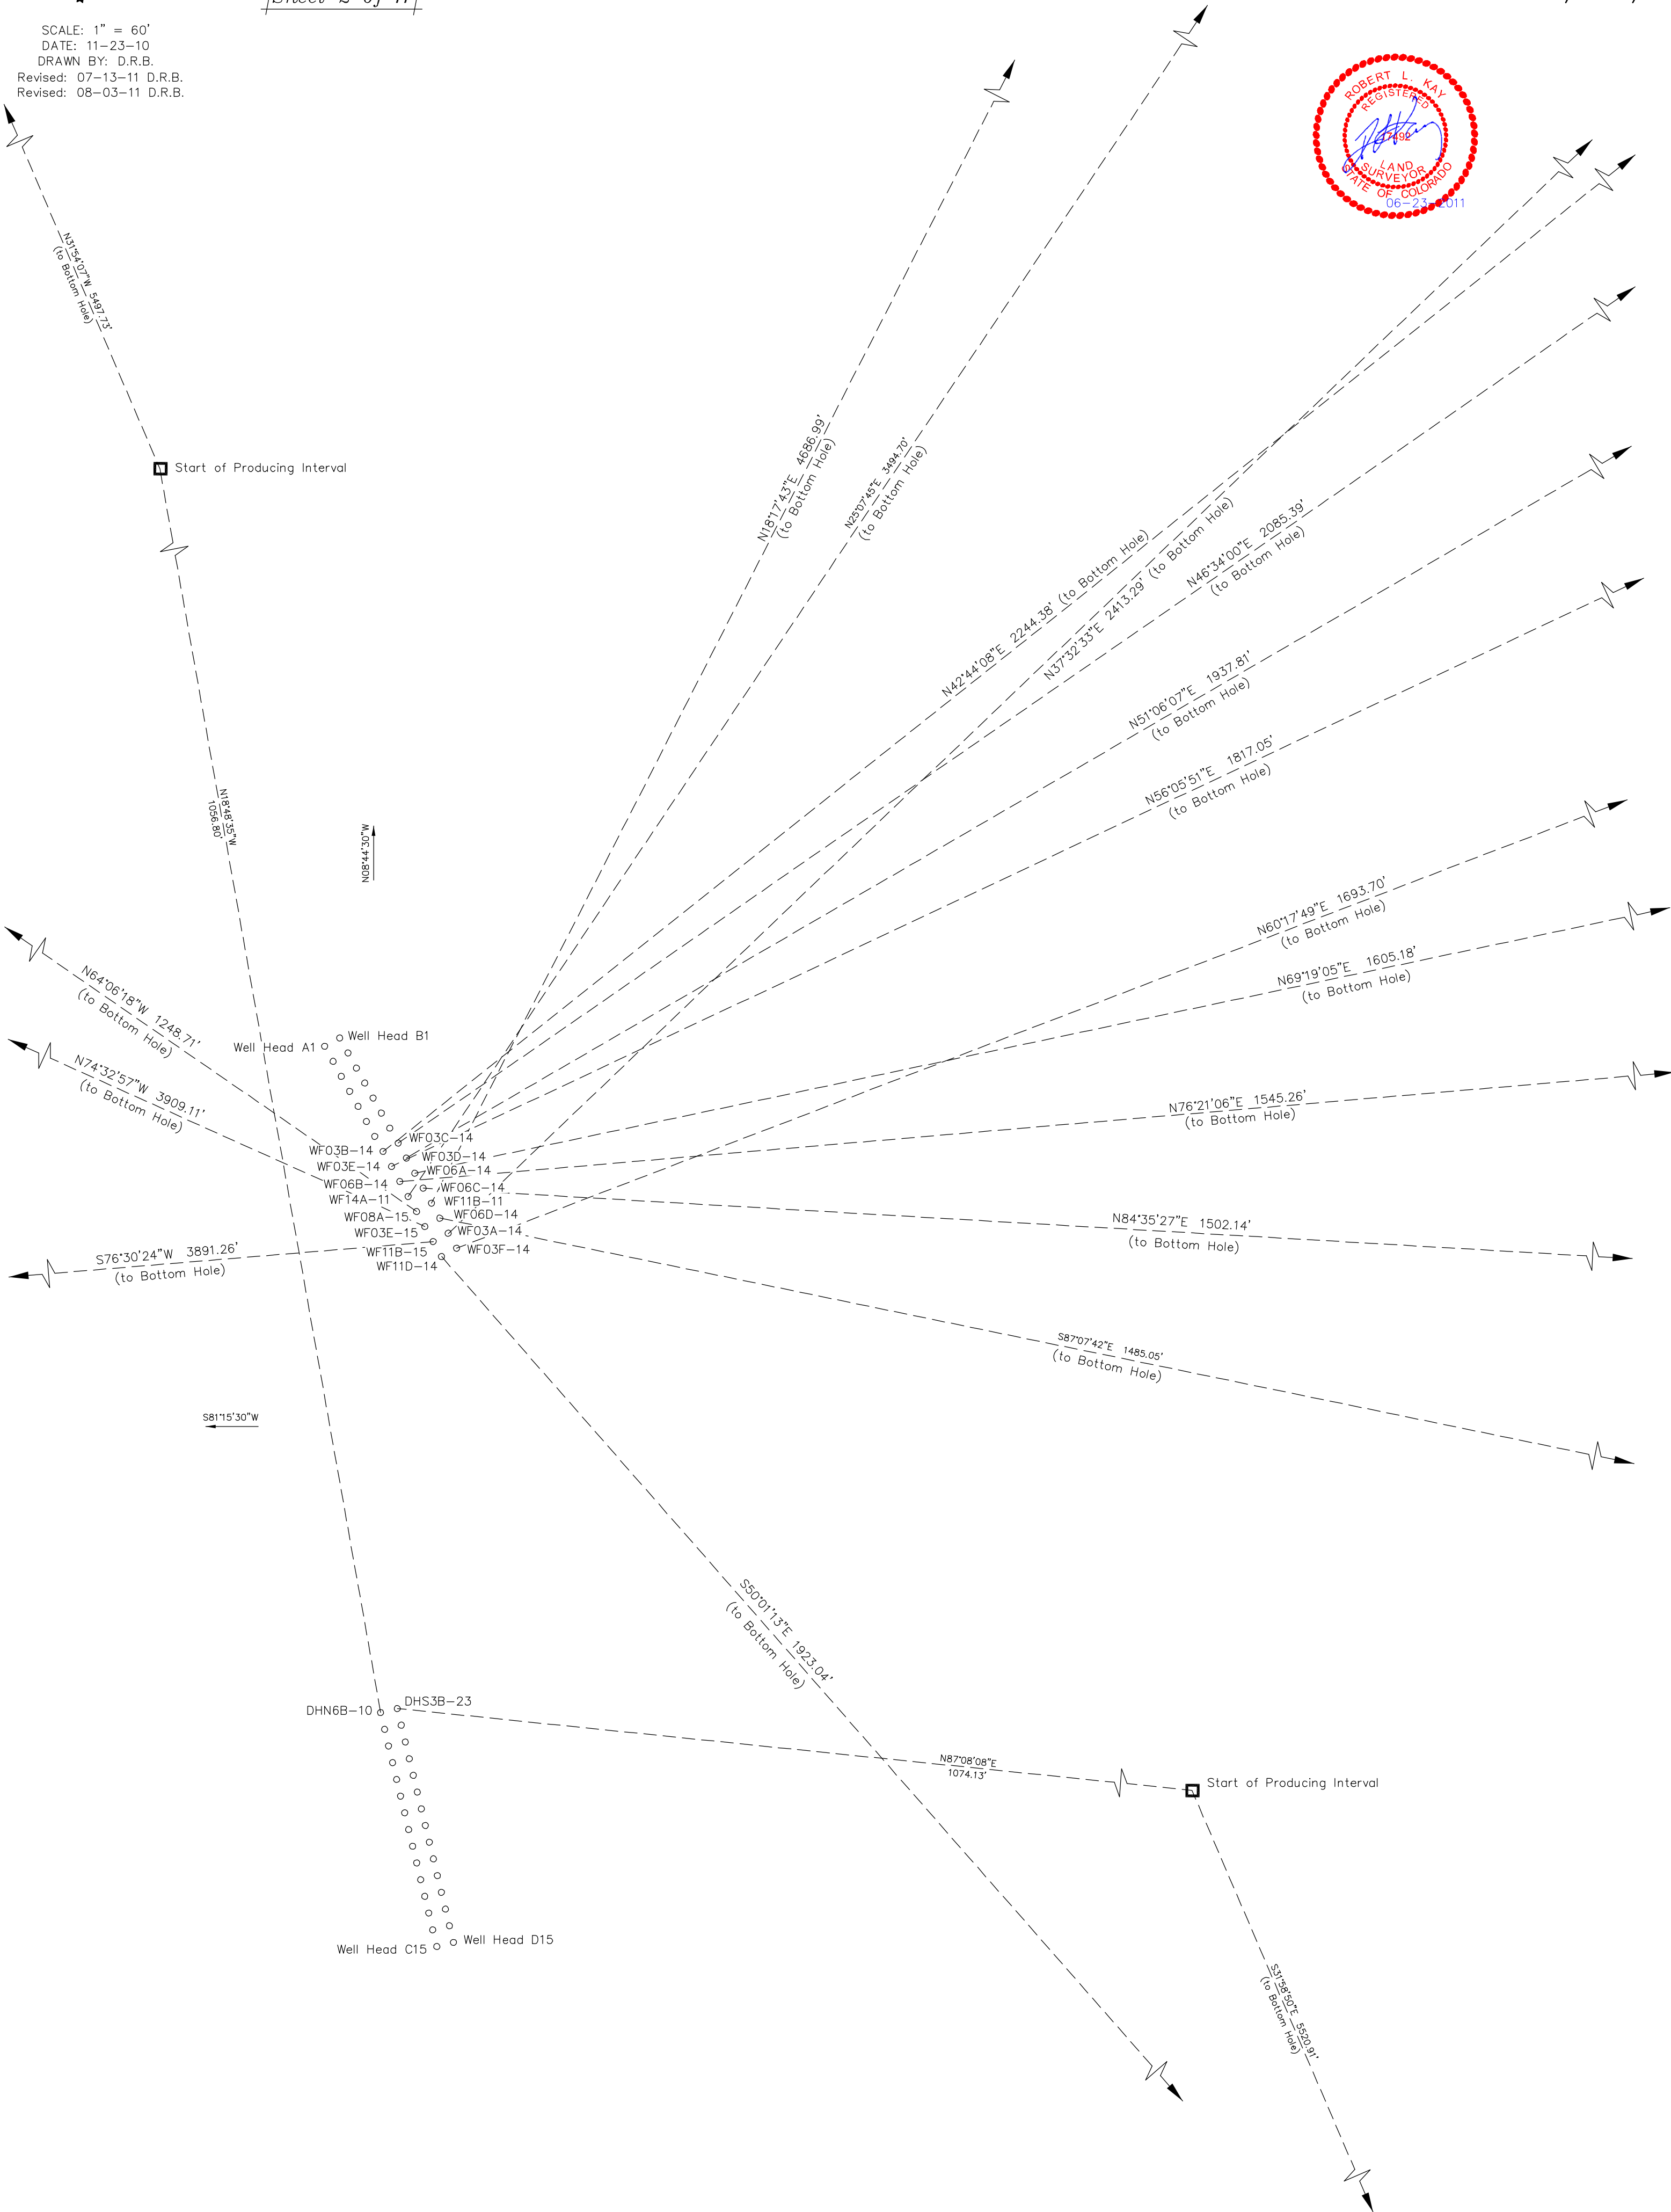 SCALE: 1" = 60'
DATE: 11-23-10
DRAWN BY: D.R.B.
Revised: 07-13-11 D.R.B.
Revised: 08-03-11 D.R.B.
ROBERT L. KAY
REGISTERED
17492
LAND
SURVEYOR
STATE OF COLORADO
06-23-2011
N31°54'07"W 5497.73'
(to Bottom Hole)
Start of Producing Interval
N18°17'43"E 4686.99'
(to Bottom Hole)
N25°07'45"E 3494.70'
(to Bottom Hole)
N42°44'08"E 2244.38' (to Bottom Hole)
N37°32'33"E 2413.29' (to Bottom Hole)
N46°34'00"E 2085.39'
(to Bottom Hole)
N51°06'07"E 1937.81'
(to Bottom Hole)
N56°05'51"E 1817.05'
(to Bottom Hole)
N18°48'35"W
1056.80'
N08°44'30"W
N60°17'49"E 1693.70'
(to Bottom Hole)
N69°19'05"E 1605.18'
(to Bottom Hole)
N64°06'18"W 1248.71'
(to Bottom Hole)
N74°32'57"W 3909.11'
(to Bottom Hole)
Well Head B1
Well Head A1
N76°21'06"E 1545.26'
(to Bottom Hole)
WF03C-14
WF03B-14
WF03D-14
WF03E-14
WF06A-14
WF06B-14
WF06C-14
WF14A-11
WF11B-11
WF08A-15
WF06D-14
WF03E-15
WF03A-14
WF11B-15
WF03F-14
WF11D-14
N84°35'27"E 1502.14'
(to Bottom Hole)
S76°30'24"W 3891.26'
(to Bottom Hole)
S87°07'42"E 1485.05'
(to Bottom Hole)
S81°15'30"W
S50°01'13"E 1923.04'
(to Bottom Hole)
DHN6B-10
DHS3B-23
N87°08'08"E
1074.13'
Start of Producing Interval
Well Head C15
Well Head D15
S31°58'50"E 5520.91'
(to Bottom Hole)